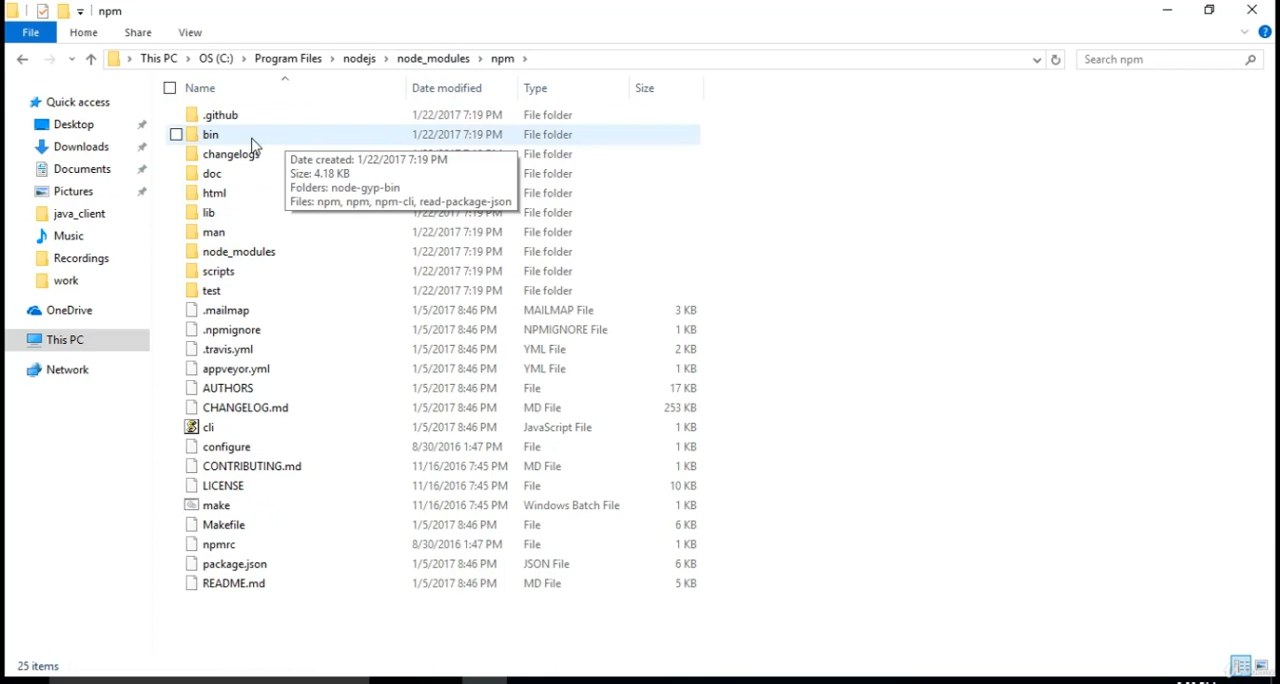 npm
File Home Share View
This PC > OS (C:) > Program Files > nodejs > node_modules > npm >
Search npm
Name Date modified Type Size
Quick access
Desktop
Downloads
Documents
Pictures
java_client
Music
Recordings
work
OneDrive
This PC
Network
.github 1/22/2017 7:19 PM File folder
bin 1/22/2017 7:19 PM File folder
changelogs File folder
Date created: 1/22/2017 7:19 PM
Size: 4.18 KB
Folders: node-gyp-bin
Files: npm, npm, npm-cli, read-package-json
doc File folder
html File folder
lib 1/22/2017 7:19 PM File folder
man 1/22/2017 7:19 PM File folder
node_modules 1/22/2017 7:19 PM File folder
scripts 1/22/2017 7:19 PM File folder
test 1/22/2017 7:19 PM File folder
.mailmap 1/5/2017 8:46 PM MAILMAP File 3 KB
.npmignore 1/5/2017 8:46 PM NPMIGNORE File 1 KB
.travis.yml 1/5/2017 8:46 PM YML File 2 KB
appveyor.yml 1/5/2017 8:46 PM YML File 1 KB
AUTHORS 1/5/2017 8:46 PM File 17 KB
CHANGELOG.md 1/5/2017 8:46 PM MD File 253 KB
cli 1/5/2017 8:46 PM JavaScript File 1 KB
configure 8/30/2016 1:47 PM File 1 KB
CONTRIBUTING.md 11/16/2016 7:45 PM MD File 1 KB
LICENSE 11/16/2016 7:45 PM File 10 KB
make 11/16/2016 7:45 PM Windows Batch File 1 KB
Makefile 1/5/2017 8:46 PM File 6 KB
npmrc 8/30/2016 1:47 PM File 1 KB
package.json 1/5/2017 8:46 PM JSON File 6 KB
README.md 1/5/2017 8:46 PM MD File 5 KB
25 items